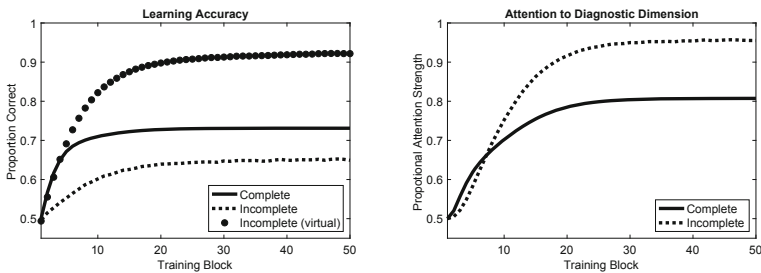 Learning Accuracy
Proportion Correct
1
0.9
0.8
0.7
0.6
0.5
10
20
30
40
50
Training Block
Complete
Incomplete
Incomplete (virtual)
Attention to Diagnostic Dimension
Propotional Attention Strength
1
0.9
0.8
0.7
0.6
0.5
10
20
30
40
50
Training Block
Complete
Incomplete